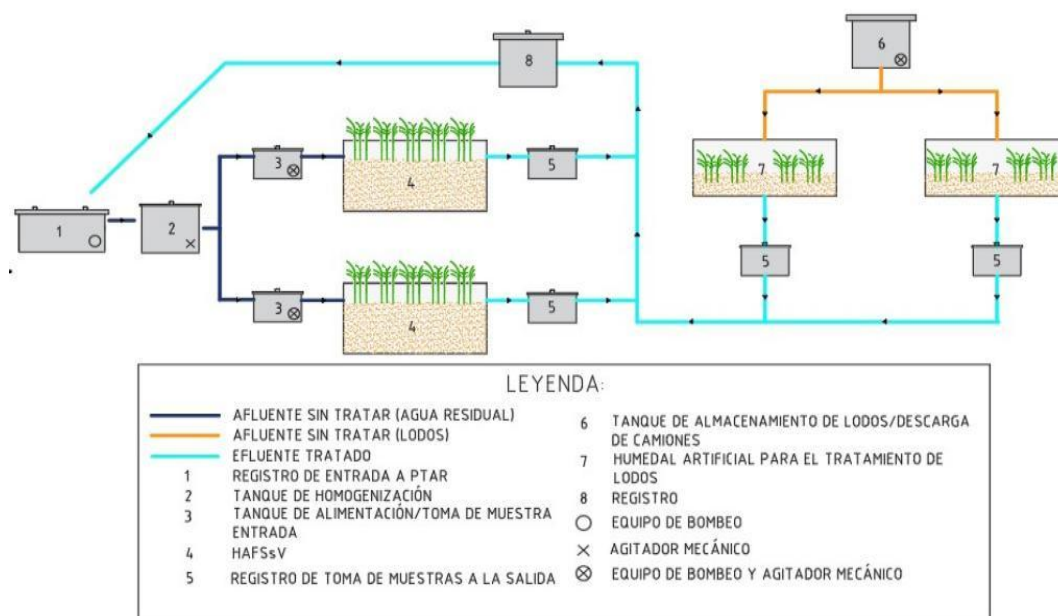 6
8
3
4
5
7
7
1
2
5
5
3
4
5
LEYENDA:
AFLUENTE SIN TRATAR (AGUA RESIDUAL)
AFLUENTE SIN TRATAR (LODOS)
EFLUENTE TRATADO
1 REGISTRO DE ENTRADA A PTAR
2 TANQUE DE HOMOGENIZACIÓN
3 TANQUE DE ALIMENTACIÓN/TOMA DE MUESTRA
ENTRADA
4 HAFSsV
5 REGISTRO DE TOMA DE MUESTRAS A LA SALIDA
6 TANQUE DE ALMACENAMIENTO DE LODOS/DESCARGA
DE CAMIONES
7 HUMEDAL ARTIFICIAL PARA EL TRATAMIENTO DE
LODOS
8 REGISTRO
EQUIPO DE BOMBEO
AGITADOR MECÁNICO
EQUIPO DE BOMBEO Y AGITADOR MECÁNICO